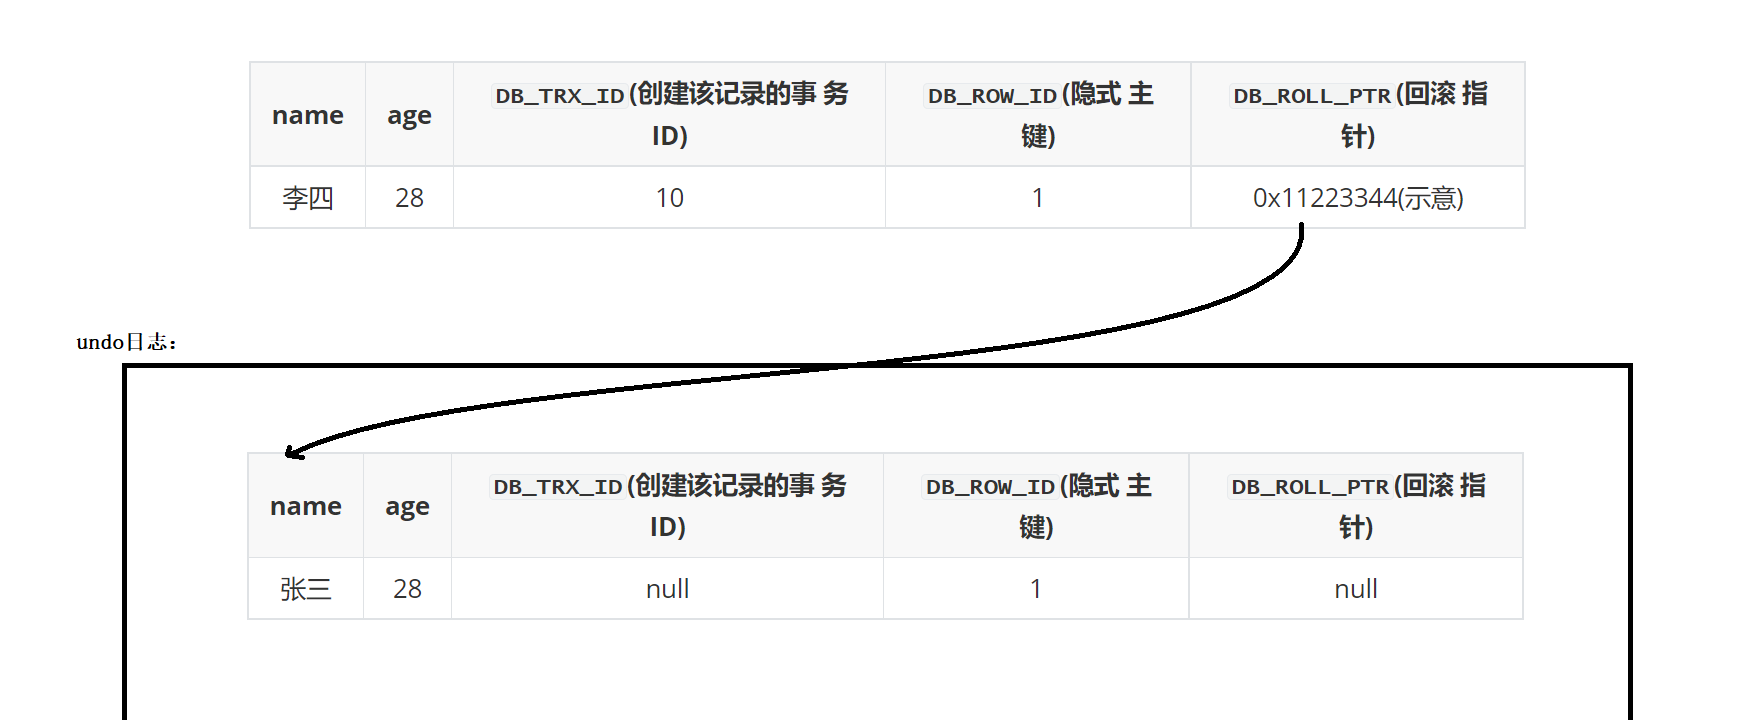 name age DB_TRX_ID(创建该记录的事 务ID) DB_ROW_ID(隐式 主键) DB_ROLL_PTR(回滚 指针)
李四 28 10 1 0x11223344(示意)
undo日志：
name age DB_TRX_ID(创建该记录的事 务ID) DB_ROW_ID(隐式 主键) DB_ROLL_PTR(回滚 指针)
张三 28 null 1 null